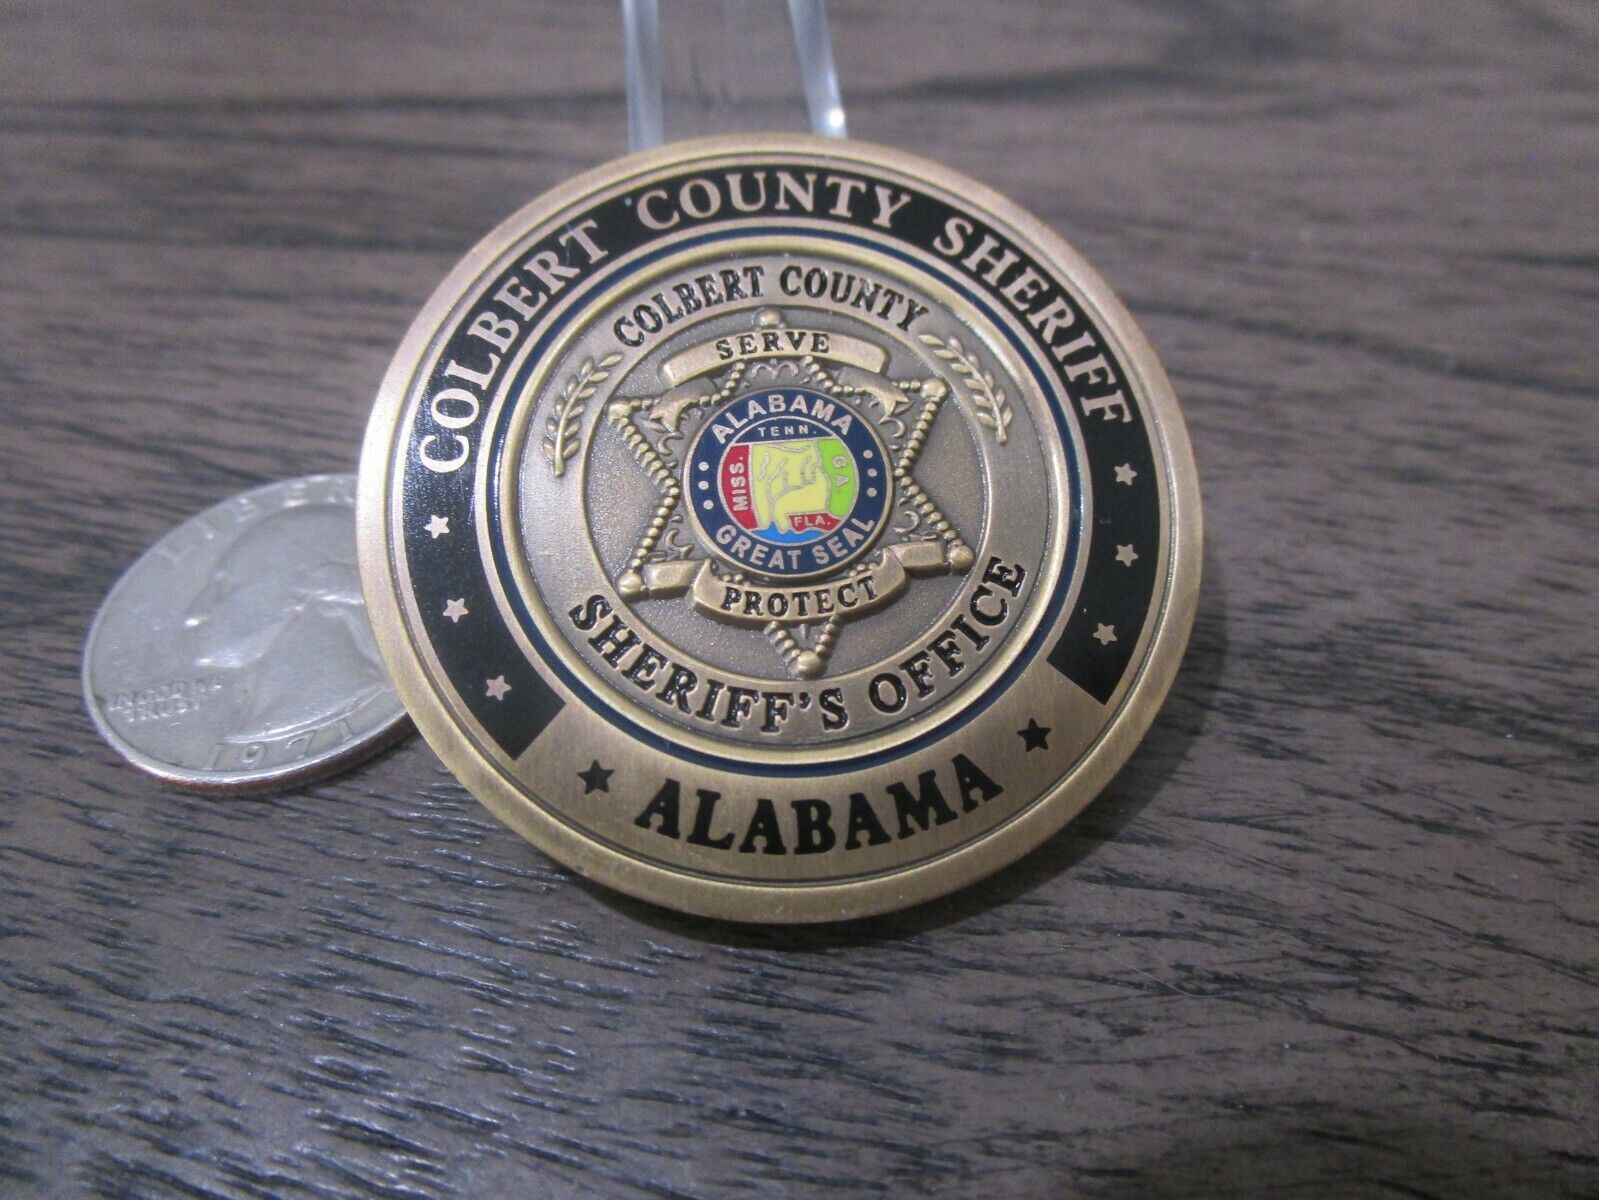 COLBERT COUNTY SHERIFF
COLBERT COUNTY
SERVE
ALABAMA
TENN.
MISS.
GA
FLA.
GREAT SEAL
PROTECT
SHERIFF'S OFFICE
ALABAMA
LIBERTY
IN GOD WE
TRUST
1971